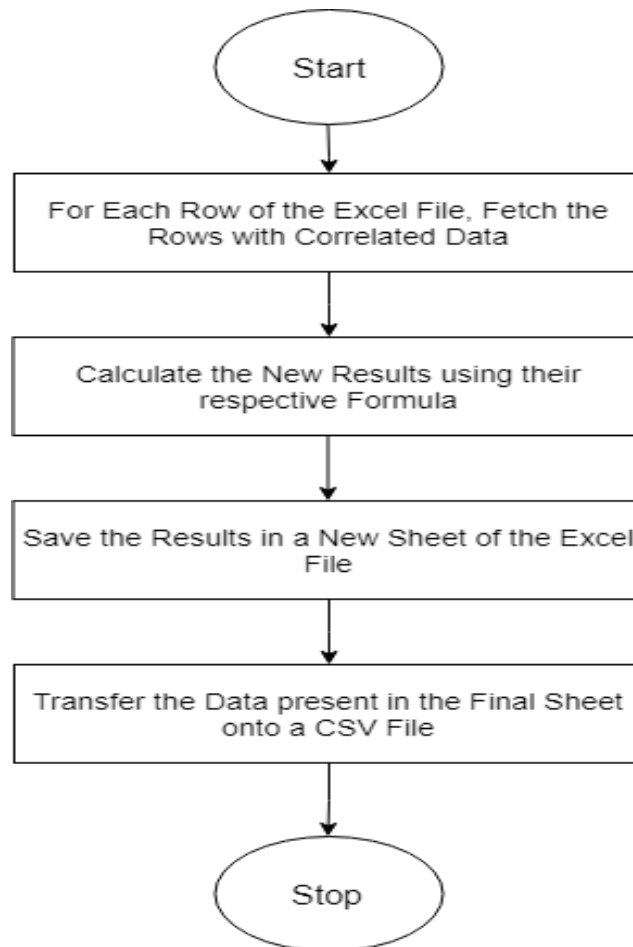 Start
For Each Row of the Excel File, Fetch the
Rows with Correlated Data
Calculate the New Results using their
respective Formula
Save the Results in a New Sheet of the Excel
File
Transfer the Data present in the Final Sheet
onto a CSV File
Stop